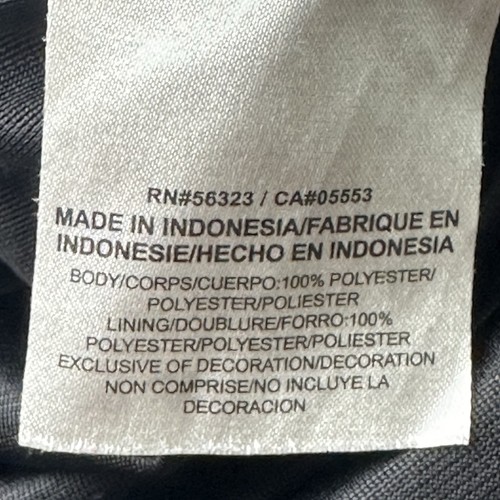 RN#56323 / CA#05553
MADE IN INDONESIA/FABRIQUE EN
INDONESIE/HECHO EN INDONESIA
BODY/CORPS/CUERPO:100% POLYESTER/
POLYESTER/POLIESTER
LINING/DOUBLURE/FORRO:100%
POLYESTER/POLYESTER/POLIESTER
EXCLUSIVE OF DECORATION/DECORATION
NON COMPRISE/NO INCLUYE LA
DECORACION